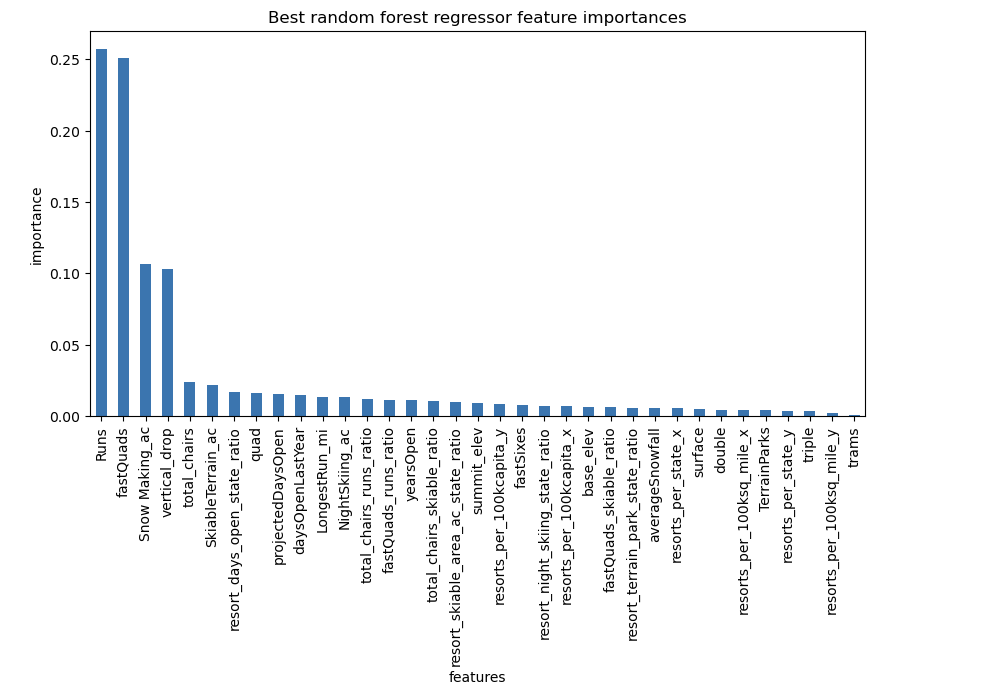 Best random forest regressor feature importances
importance
0.25
0.20
0.15
0.10
0.05
0.00
Runs
fastQuads
Snow Making_ac
vertical_drop
total_chairs
SkiableTerrain_ac
resort_days_open_state_ratio
quad
projectedDaysOpen
daysOpenLastYear
LongestRun_mi
NightSkiing_ac
total_chairs_runs_ratio
fastQuads_runs_ratio
yearsOpen
total_chairs_skiable_ratio
resort_skiable_area_ac_state_ratio
summit_elev
resorts_per_100kcapita_y
fastSixes
resort_night_skiing_state_ratio
resorts_per_100kcapita_x
base_elev
fastQuads_skiable_ratio
resort_terrain_park_state_ratio
averageSnowfall
resorts_per_state_x
surface
double
resorts_per_100ksq_mile_x
TerrainParks
resorts_per_state_y
triple
resorts_per_100ksq_mile_y
trams
features